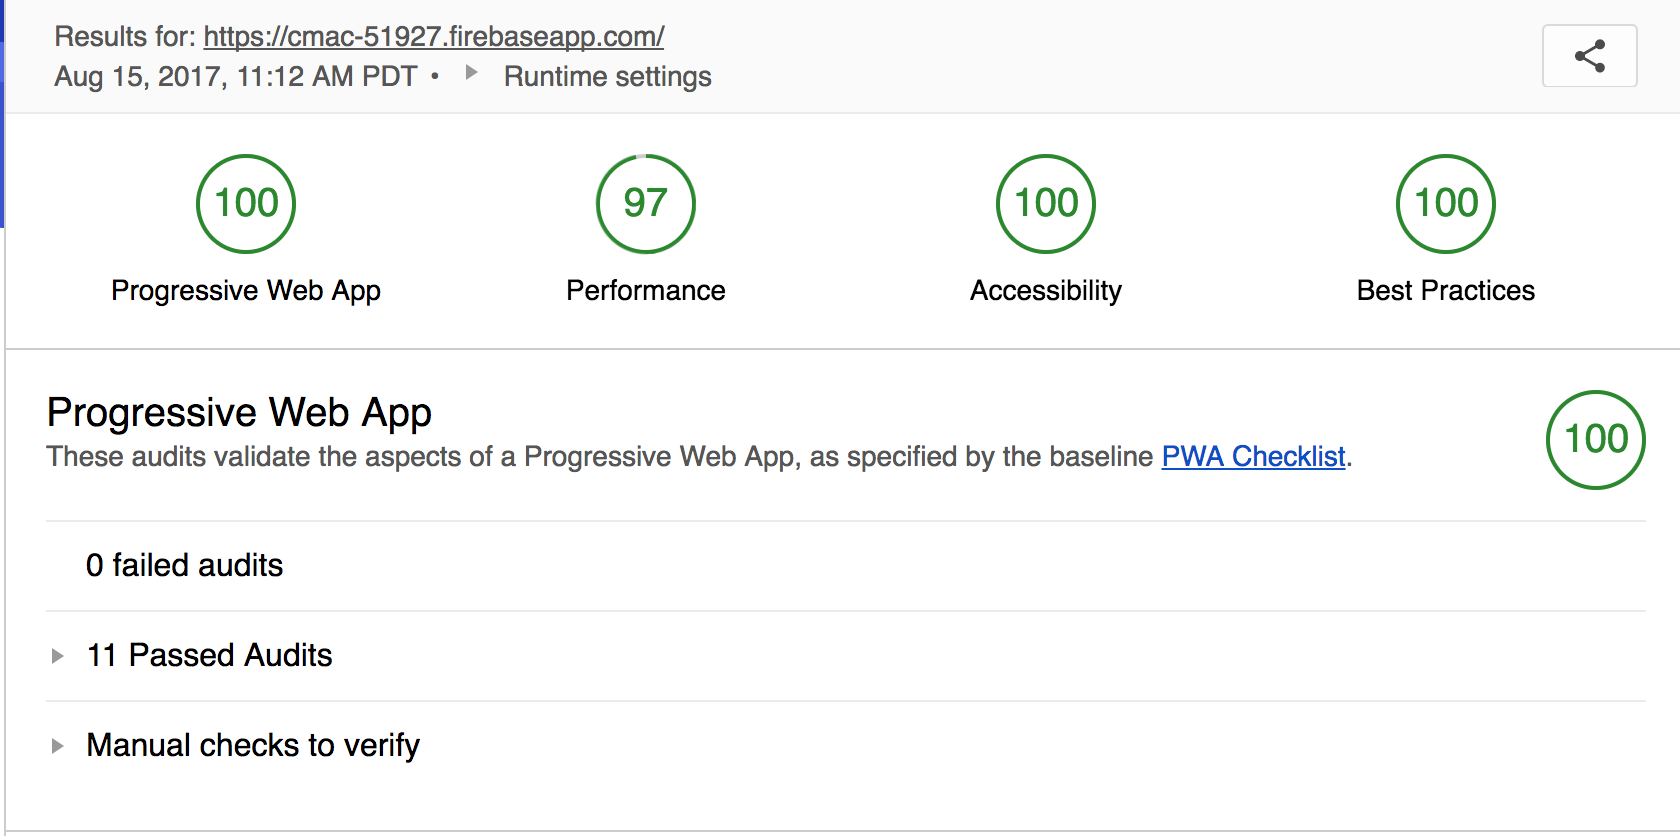 Results for: https://cmac-51927.firebaseapp.com/
Aug 15, 2017, 11:12 AM PDT • Runtime settings
100 97 100 100
Progressive Web App Performance Accessibility Best Practices
Progressive Web App
100
These audits validate the aspects of a Progressive Web App, as specified by the baseline PWA Checklist.
0 failed audits
11 Passed Audits
Manual checks to verify